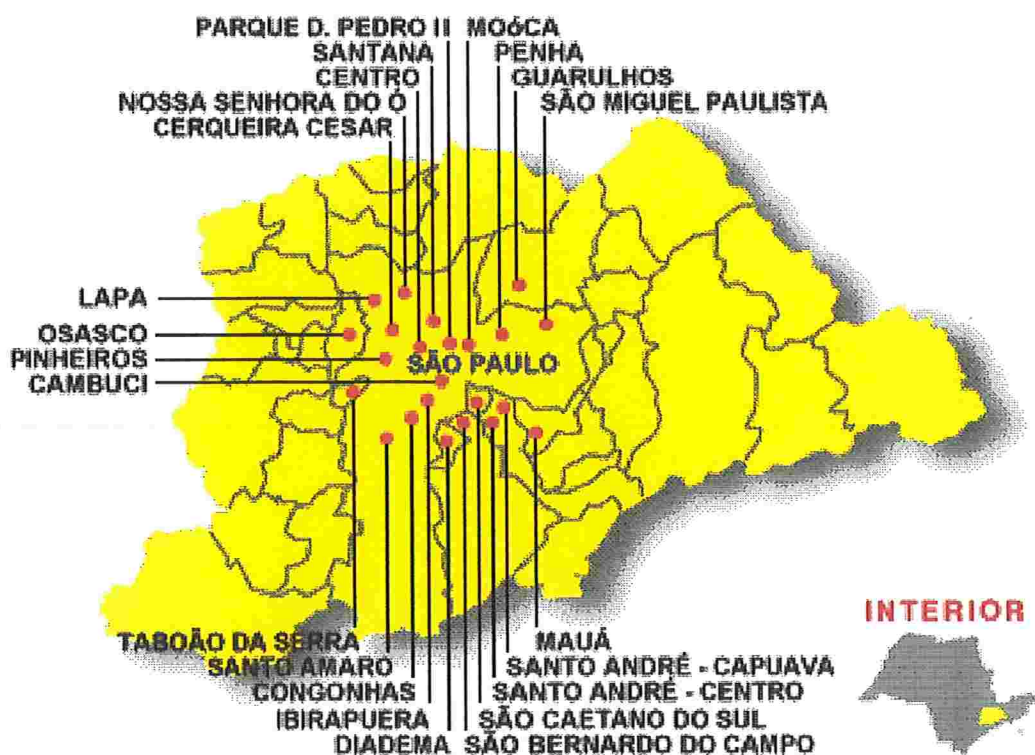 PARQUE D. PEDRO II MOóCA
SANTANA PENHA
CENTRO GUARULHOS
NOSSA SENHORA DO Ó SÃO MIGUEL PAULISTA
CERQUEIRA CESAR
LAPA
OSASCO
PINHEIROS
SÃO PAULO
CAMBUCI
TABOÃO DA SERRA MAUÁ
SANTO AMARO SANTO ANDRÉ - CAPUAVA
CONGONHAS SANTO ANDRÉ - CENTRO
IBIRAPUERA SÃO CAETANO DO SUL
DIADEMA SÃO BERNARDO DO CAMPO
INTERIOR